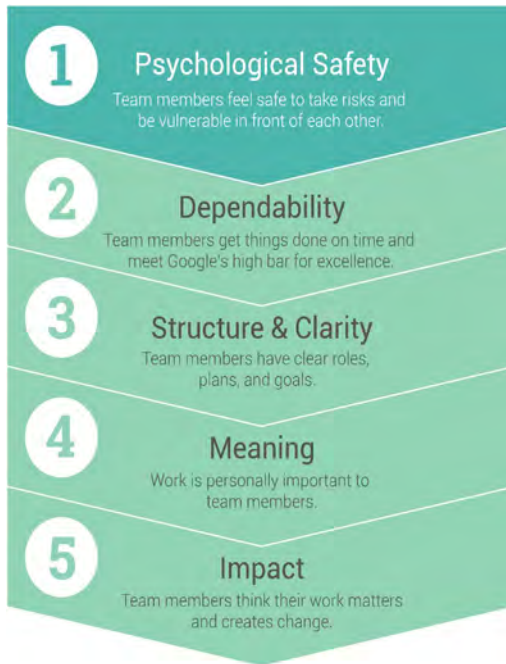 1
Psychological Safety
Team members feel safe to take risks and
be vulnerable in front of each other.
2
Dependability
Team members get things done on time and
meet Google's high bar for excellence.
3
Structure & Clarity
Team members have clear roles,
plans, and goals.
4
Meaning
Work is personally important to
team members.
5
Impact
Team members think their work matters
and creates change.